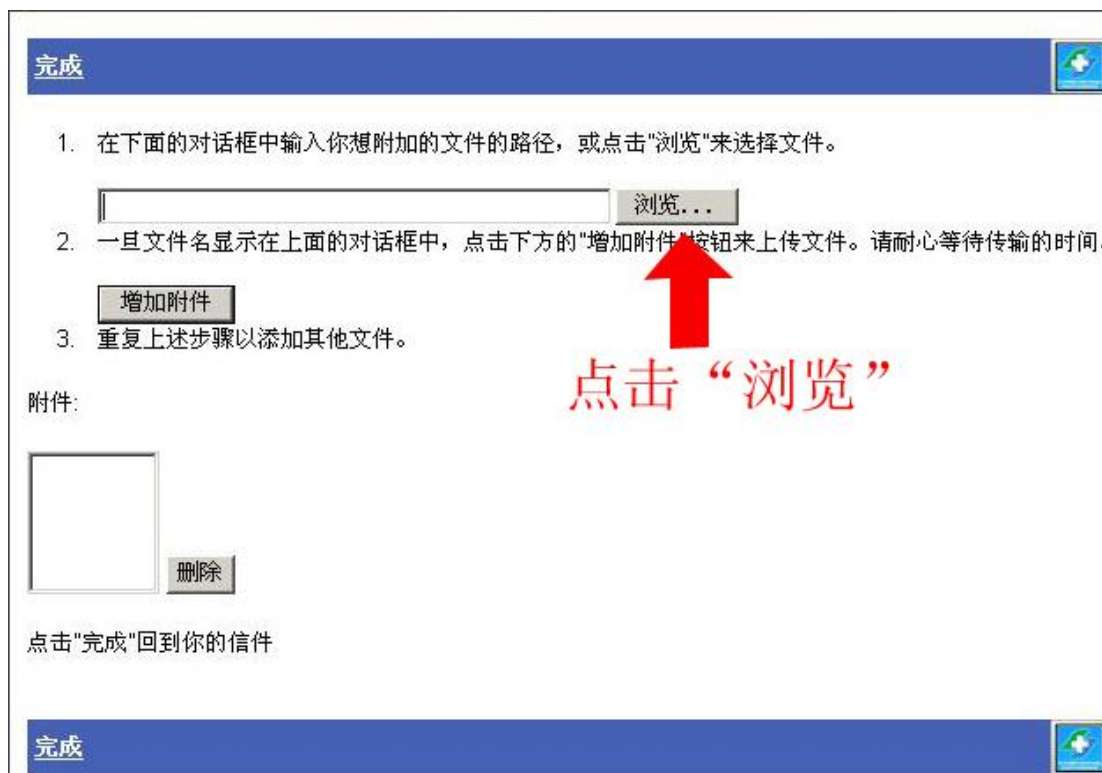 完成
1. 在下面的对话框中输入你想附加的文件的路径，或点击"浏览"来选择文件。
浏览...
2. 一旦文件名显示在上面的对话框中，点击下方的"增加附件"按钮来上传文件。请耐心等待传输的时间
增加附件
3. 重复上述步骤以添加其他文件。
点击“浏览”
附件:
删除
点击"完成"回到你的信件
完成